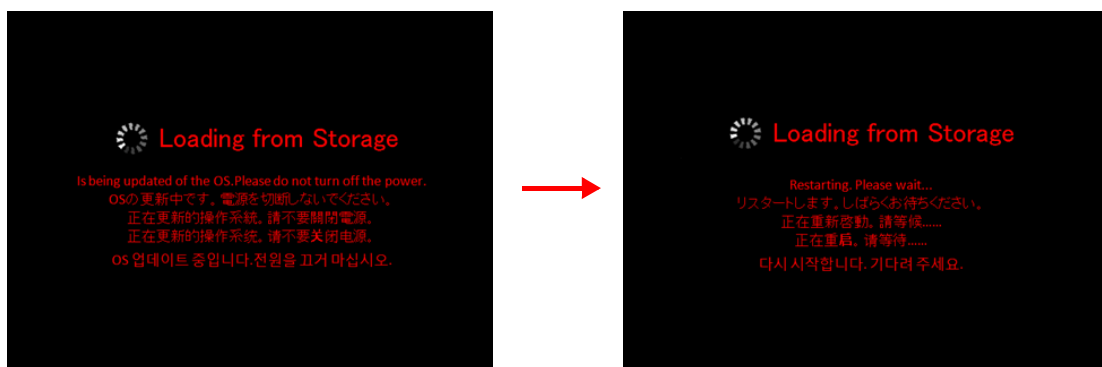 Loading from Storage
Is being updated of the OS.Please do not turn off the power.
OSの更新中です。電源を切断しないでください。
正在更新的操作系統。請不要關閉電源。
正在更新的操作系统。请不要关闭电源。
OS 업데이트 중입니다.전원을 끄거 마십시오.
Loading from Storage
Restarting. Please wait...
リスタートします。しばらくお待ちください。
正在重新啓動。請等候......
正在重启。请等待......
다시 시작합니다. 기다려 주세요.